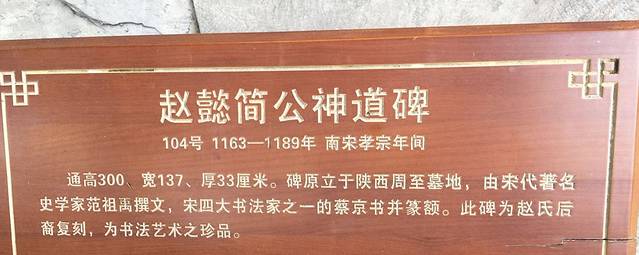 赵懿简公神道碑
104号 1163—1189年 南宋孝宗年间
通高300、宽137、厚33厘米。碑原立于陕西周至墓地，由宋代著名
史学家范祖禹撰文，宋四大书法家之一的蔡京书并篆额。此碑为赵氏后
裔复刻，为书法艺术之珍品。